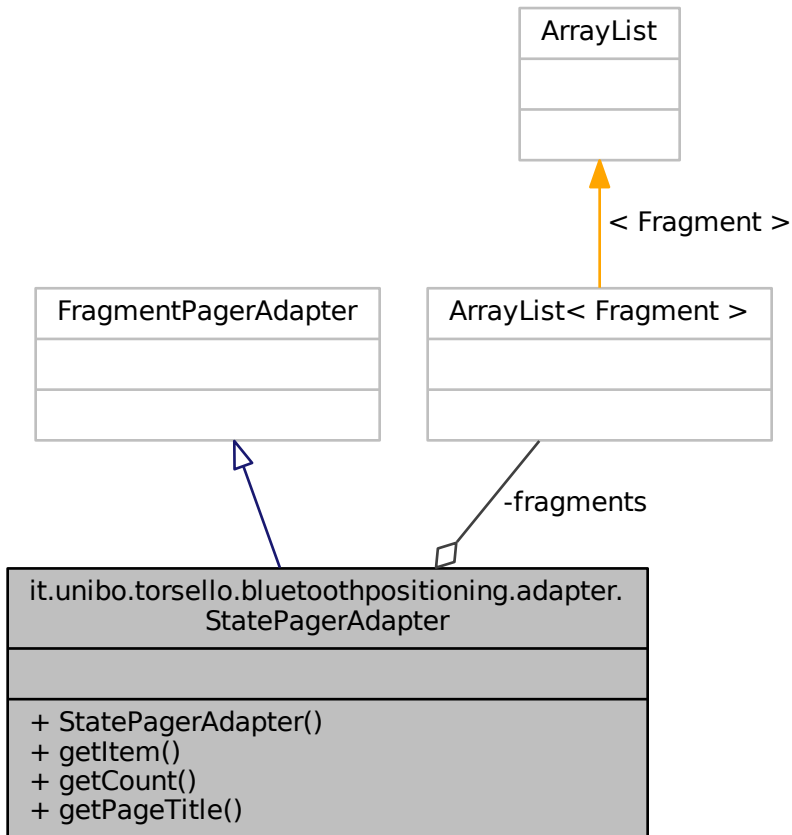 ArrayList
< Fragment >
FragmentPagerAdapter
ArrayList< Fragment >
-fragments
it.unibo.torsello.bluetoothpositioning.adapter.
StatePagerAdapter
+ StatePagerAdapter()
+ getItem()
+ getCount()
+ getPageTitle()